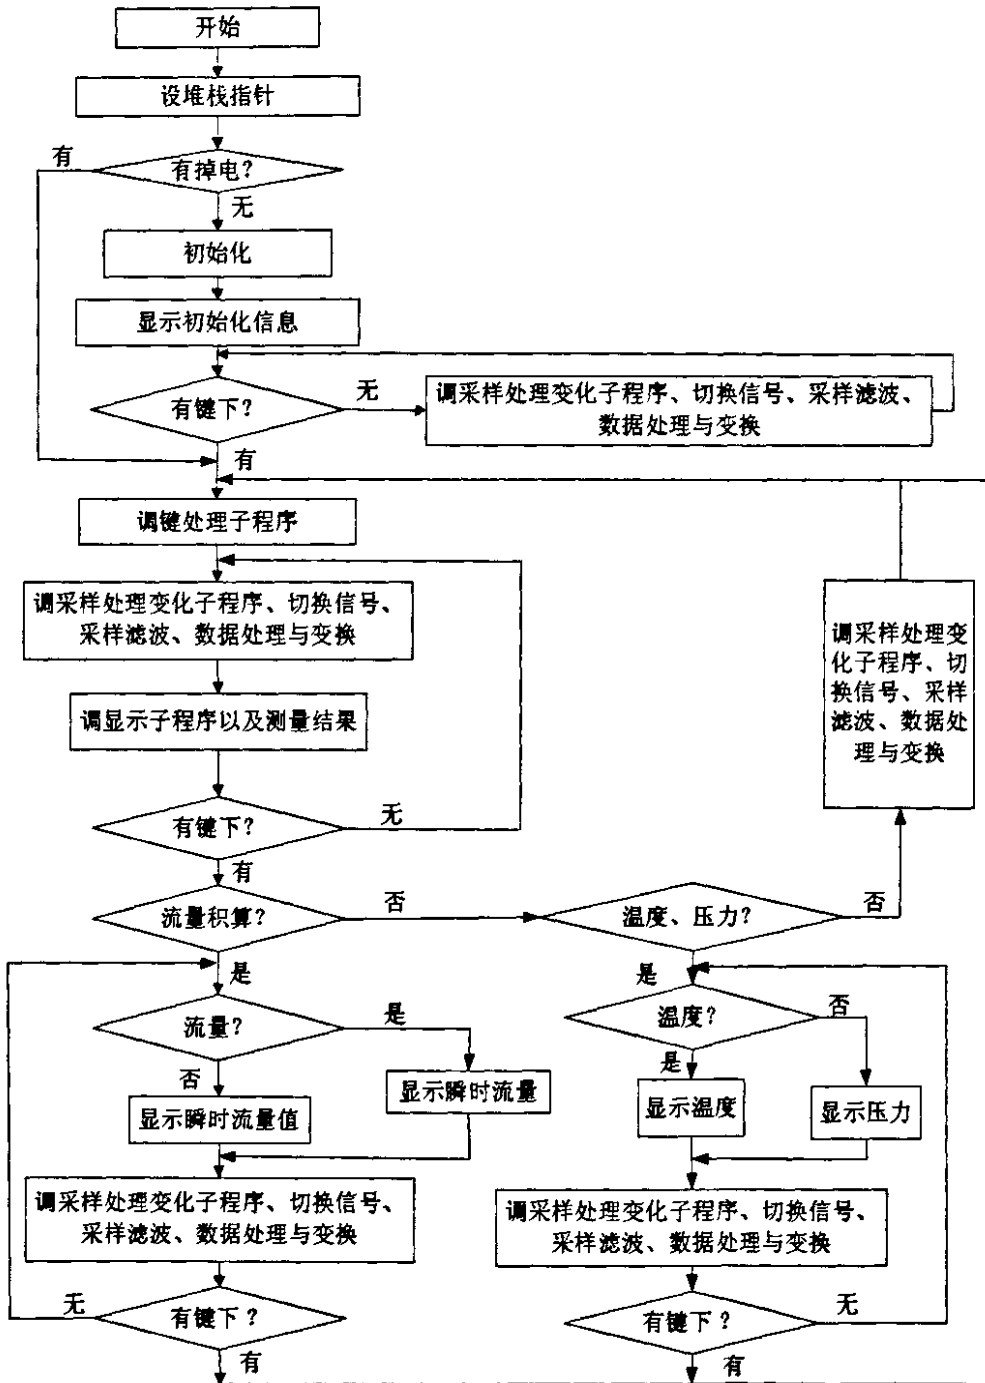 开始
设堆栈指针
有
有掉电?
无
初始化
显示初始化信息
有键下?
无
调采样处理变化子程序、切换信号、采样滤波、
数据处理与变换
有
调键处理子程序
调采样处理变化子程序、切换信号、
采样滤波、数据处理与变换
调采样处理变
化子程序、切
换信号、采样
滤波、数据处
理与变换
调显示子程序以及测量结果
有键下?
无
有
流量积算?
否
温度、压力?
否
是
是
流量?
是
温度?
否
否
是
显示瞬时流量值
显示瞬时流量
显示温度
显示压力
调采样处理变化子程序、切换信号、
采样滤波、数据处理与变换
调采样处理变化子程序、切换信号、
采样滤波、数据处理与变换
无
有键下?
有键下?
无
有
有